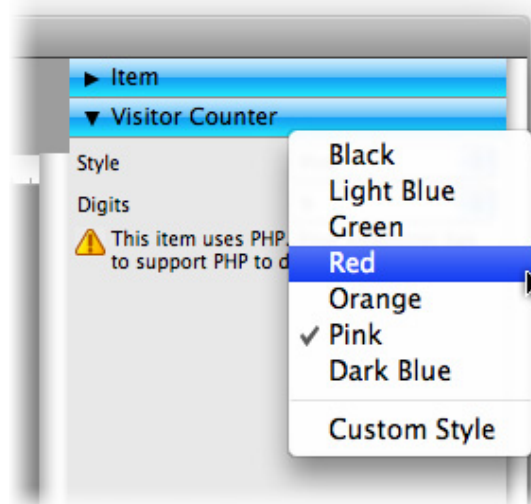 Item
Visitor Counter
Style
Digits
This item uses PHP.
to support PHP to d
Black
Light Blue
Green
Red
Orange
Pink
Dark Blue
Custom Style